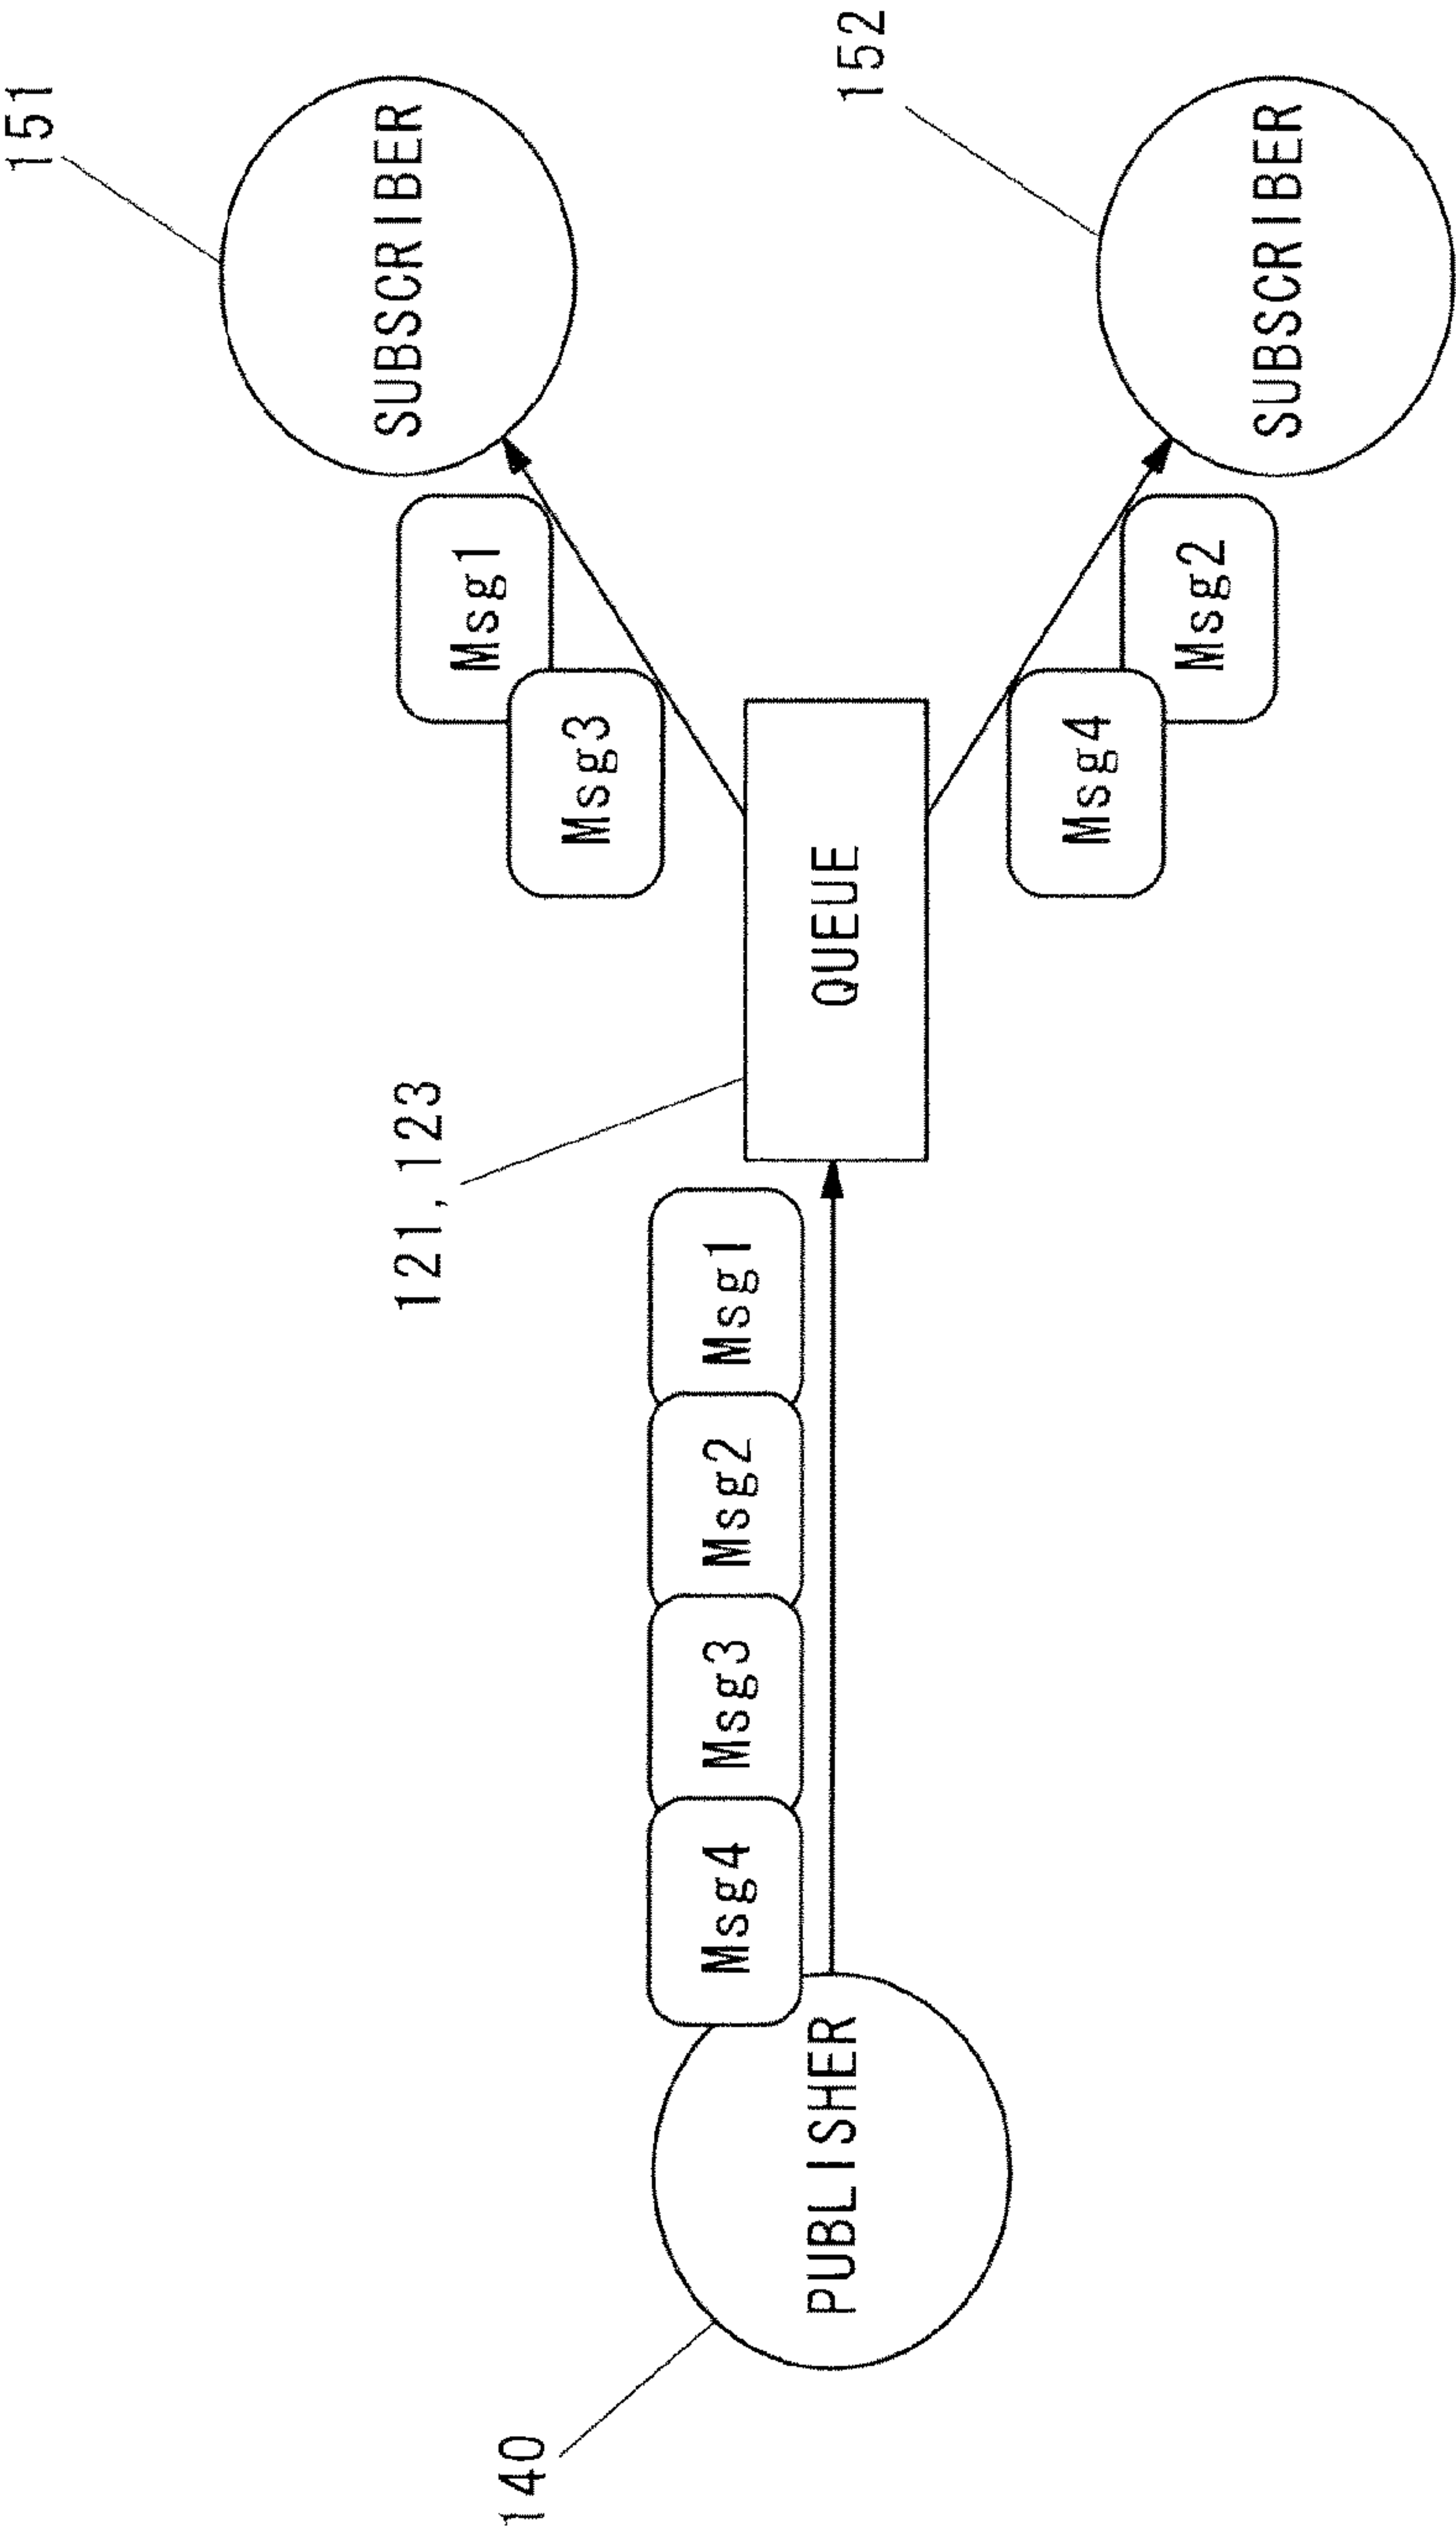 151
SUBSCRIBER
Msg1
Msg3
121, 123
Msg4
Msg3
Msg2
Msg1
140
PUBLISHER
QUEUE
152
Msg4
Msg2
SUBSCRIBER